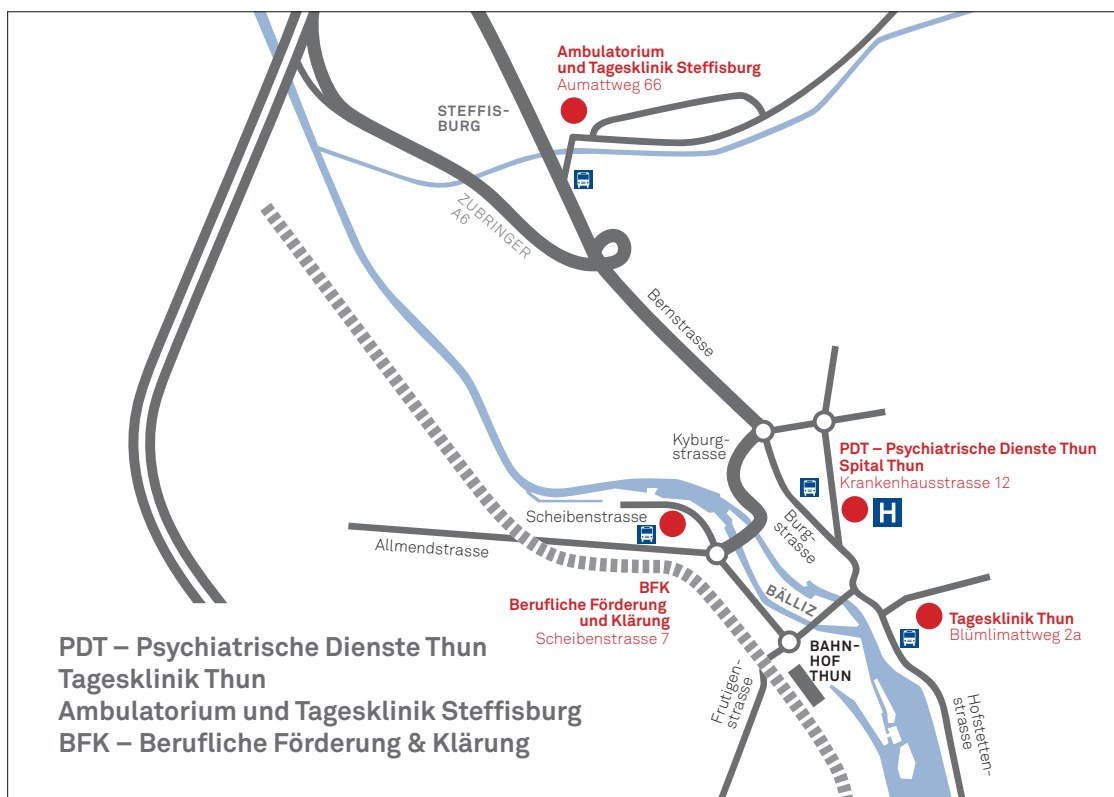 Ambulatorium
und Tagesklinik Steffisburg
Aumattweg 66
STEFFIS-
BURG
ZUBRINGER
A6
Bernstrasse
Kyburg-
strasse
PDT – Psychiatrische Dienste Thun
Spital Thun
Krankenhausstrasse 12
H
Burg-
strasse
Scheibenstrasse
Allmendstrasse
BFK
Berufliche Förderung
und Klärung
Scheibenstrasse 7
BÄLLIZ
Tagesklinik Thun
Blümlimattweg 2a
BAHN-
HOF
THUN
Frutigen-
strasse
Hofstetten-
strasse
PDT – Psychiatrische Dienste Thun
Tagesklinik Thun
Ambulatorium und Tagesklinik Steffisburg
BFK – Berufliche Förderung & Klärung